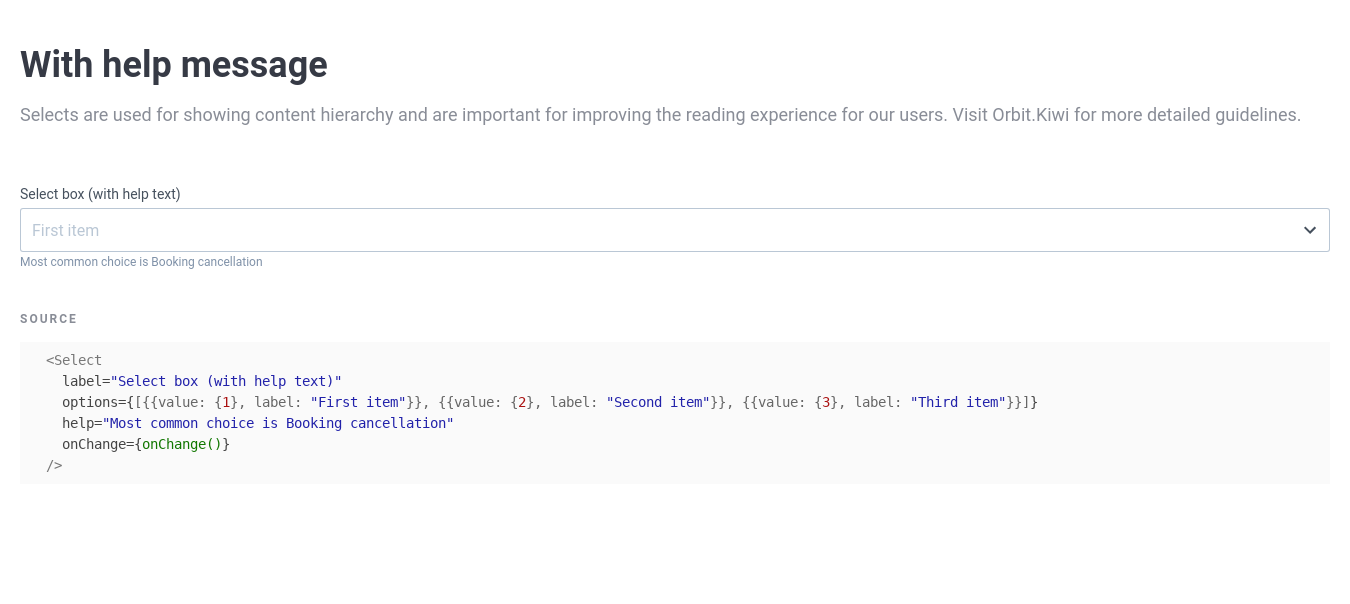 With help message
Selects are used for showing content hierarchy and are important for improving the reading experience for our users. Visit Orbit.Kiwi for more detailed guidelines.
Select box (with help text)
First item
Most common choice is Booking cancellation
SOURCE
<Select
  label="Select box (with help text)"
  options={[{{value: {1}, label: "First item"}}, {{value: {2}, label: "Second item"}}, {{value: {3}, label: "Third item"}}]}
  help="Most common choice is Booking cancellation"
  onChange={onChange()}
/>